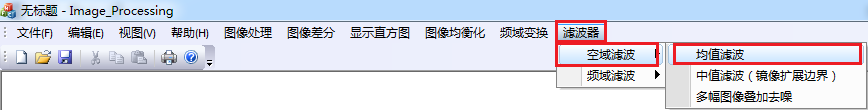 无标题 - Image_Processing
文件(F) 编辑(E) 视图(V) 帮助(H) 图像处理 图像差分 显示直方图 图像均衡化 频域变换 滤波器
空域滤波 均值滤波
频域滤波 中值滤波（镜像扩展边界）
多幅图像叠加去噪